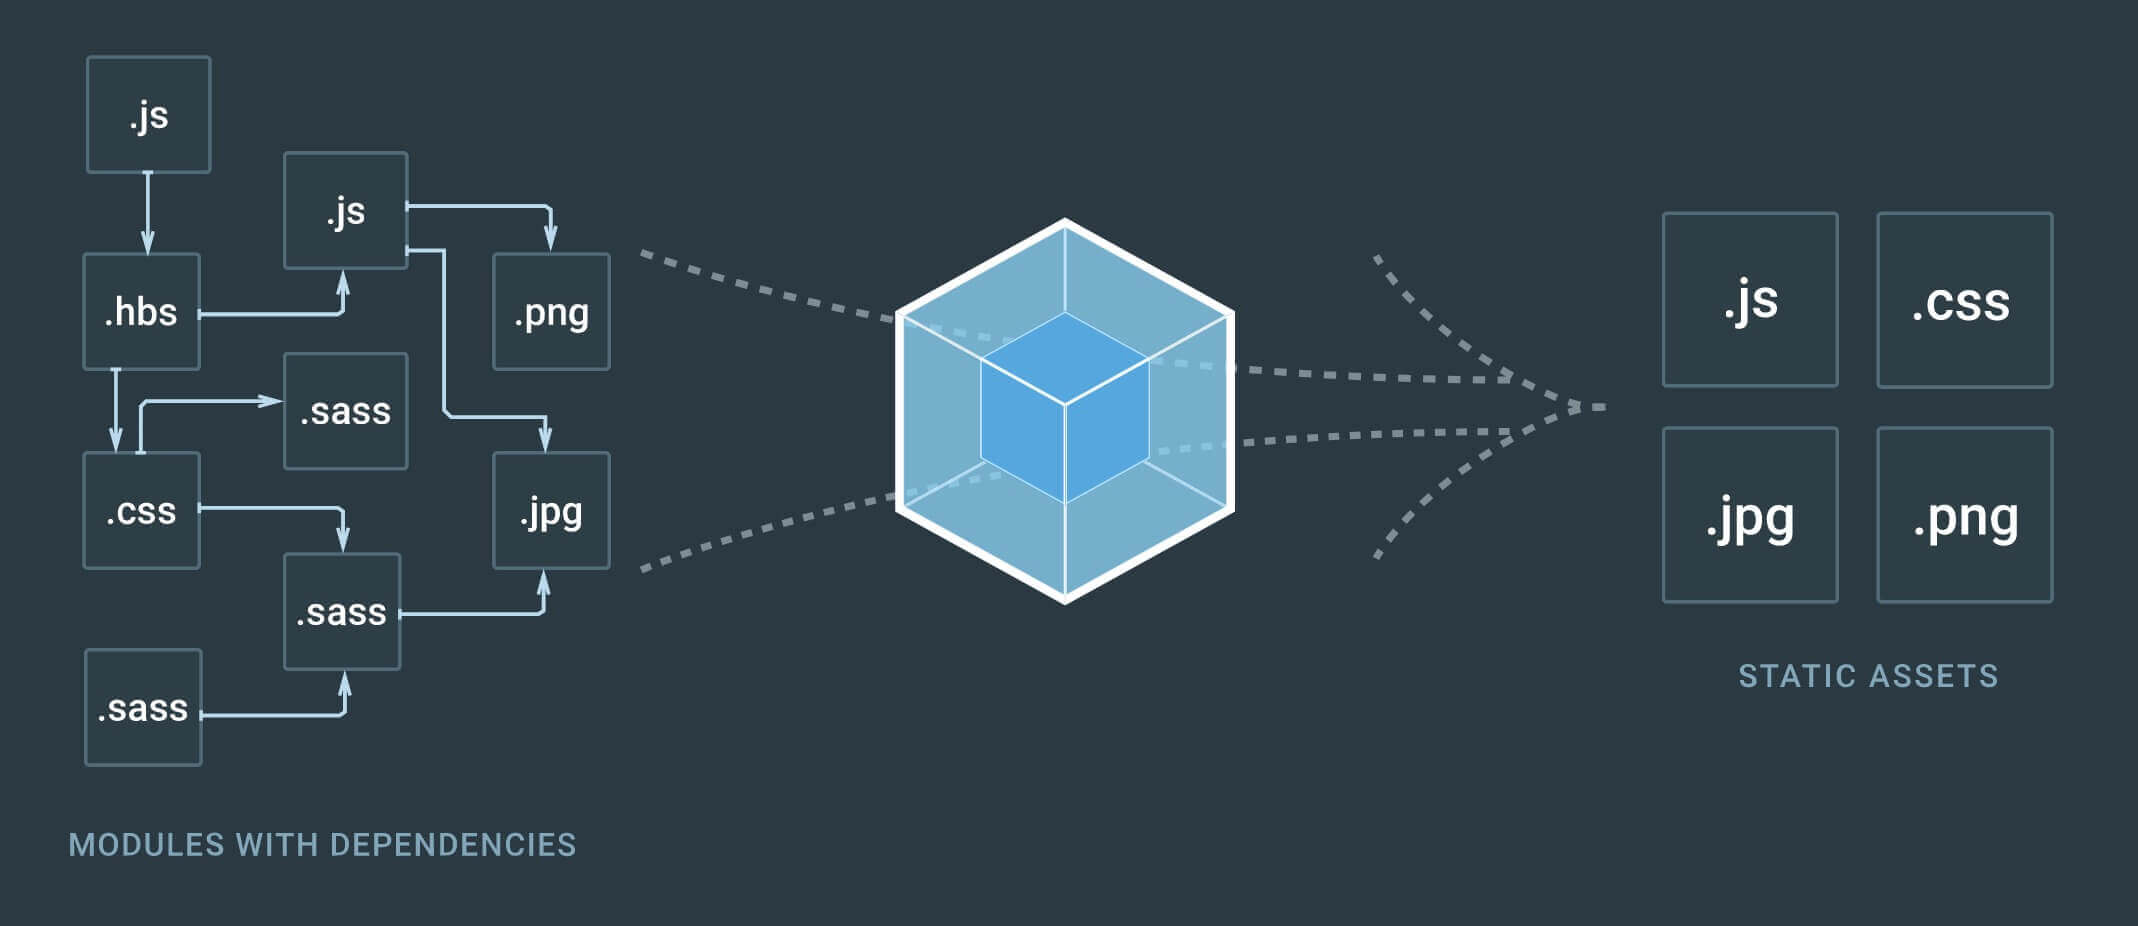 .js
.js
.hbs
.png
.sass
.css
.jpg
.sass
.sass
MODULES WITH DEPENDENCIES
.js
.css
.jpg
.png
STATIC ASSETS